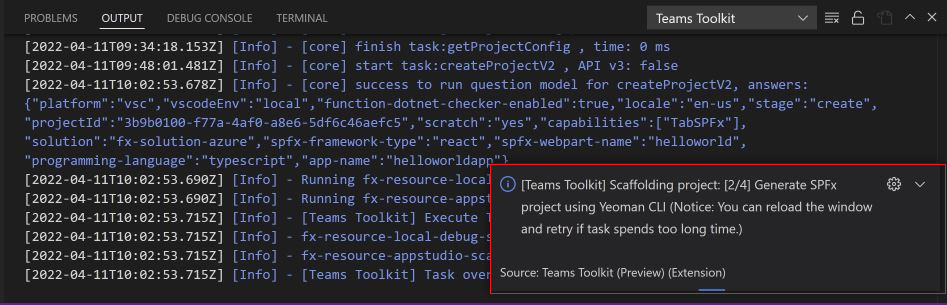 PROBLEMS OUTPUT DEBUG CONSOLE TERMINAL Teams Toolkit
[2022-04-11T09:34:18.153Z] [Info] - [core] finish task:getProjectConfig , time: 0 ms
[2022-04-11T09:48:01.481Z] [Info] - [core] start task:createProjectV2 , API v3: false
[2022-04-11T10:02:53.678Z] [Info] - [core] success to run question model for createProjectV2, answers:
{"platform":"vsc","vscodeEnv":"local","function-dotnet-checker-enabled":true,"locale":"en-us","stage":"create",
"projectId":"3b9b0100-f77a-4af0-a8e6-5df6c46aefc5","scratch":"yes","capabilities":["TabSPFx"],
"solution":"fx-solution-azure","spfx-framework-type":"react","spfx-webpart-name":"helloworld",
"programming-language":"typescript","app-name":"helloworldapp"}
[2022-04-11T10:02:53.690Z] [Info] - Running fx-resource-local
[2022-04-11T10:02:53.690Z] [Info] - Running fx-resource-appst
[2022-04-11T10:02:53.715Z] [Info] - [Teams Toolkit] Execute T
[2022-04-11T10:02:53.715Z] [Info] - fx-resource-local-debug-s
[2022-04-11T10:02:53.715Z] [Info] - fx-resource-appstudio-sca
[2022-04-11T10:02:53.715Z] [Info] - [Teams Toolkit] Task over
[Teams Toolkit] Scaffolding project: [2/4] Generate SPFx
project using Yeoman CLI (Notice: You can reload the window
and retry if task spends too long time.)
Source: Teams Toolkit (Preview) (Extension)